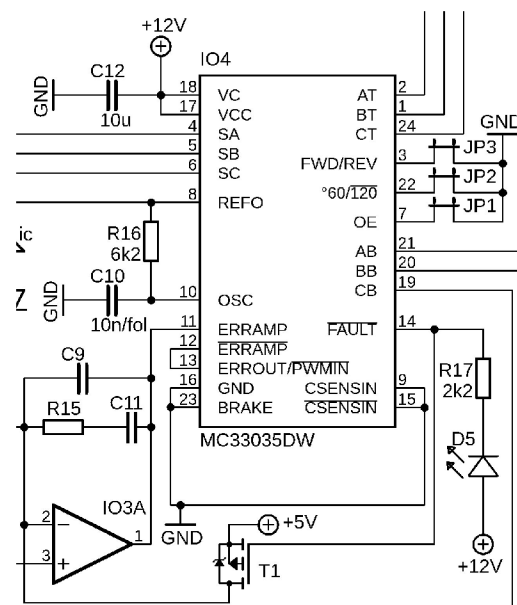 +12V
IO4
C12
GND
10u
18 VC AT 2
17 VCC BT 1
4 SA CT 24
GND
5 SB
JP3
6 SC FWD/REV 3
JP2
8 REFO °60/120 22
JP1
OE 7
ic
R16
6k2
AB 21
BB 20
C10
CB 19
GND
10n/fol
10 OSC
11 ERRAMP FAULT 14
12 ERRAMP
13 ERROUT/PWMIN
16 GND CSENSIN 9
23 BRAKE CSENSIN 15
MC33035DW
C9
R15
C11
R17
2k2
D5
+12V
IO3A
2
1
3
GND
+5V
T1